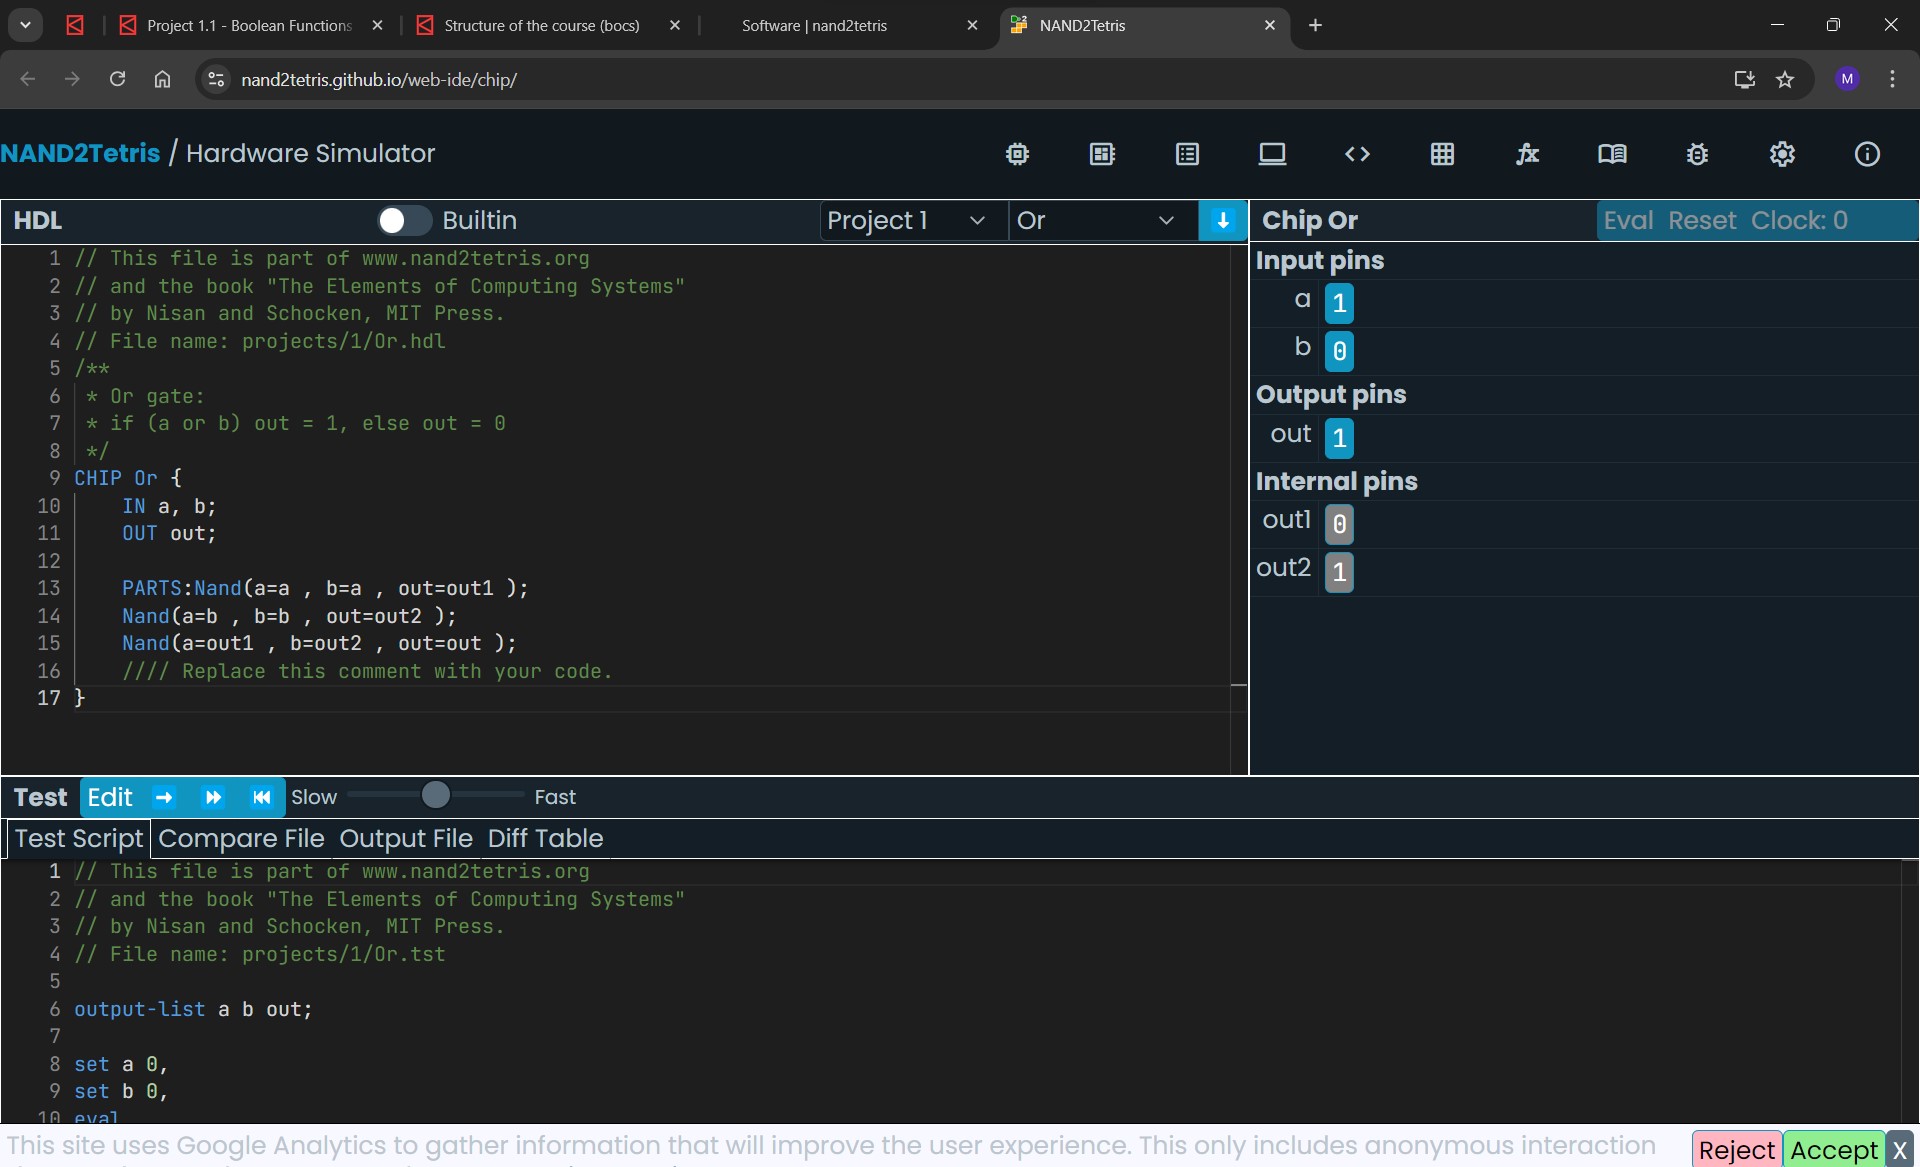 Project 1.1 - Boolean Functions
Structure of the course (bocs)
Software | nand2tetris
NAND2Tetris
nand2tetris.github.io/web-ide/chip/
M
NAND2Tetris / Hardware Simulator
HDL
Builtin
Project 1
Or
1 // This file is part of www.nand2tetris.org
2 // and the book "The Elements of Computing Systems"
3 // by Nisan and Schocken, MIT Press.
4 // File name: projects/1/Or.hdl
5 /**
6  * Or gate:
7  * if (a or b) out = 1, else out = 0
8  */
9 CHIP Or {
10     IN a, b;
11     OUT out;
12
13     PARTS:Nand(a=a , b=a , out=out1 );
14     Nand(a=b , b=b , out=out2 );
15     Nand(a=out1 , b=out2 , out=out );
16     //// Replace this comment with your code.
17 }
Chip Or
Eval Reset Clock: 0
Input pins
a 1
b 0
Output pins
out 1
Internal pins
out1 0
out2 1
Test Edit Slow Fast
Test Script Compare File Output File Diff Table
1 // This file is part of www.nand2tetris.org
2 // and the book "The Elements of Computing Systems"
3 // by Nisan and Schocken, MIT Press.
4 // File name: projects/1/Or.tst
5
6 output-list a b out;
7
8 set a 0,
9 set b 0,
10 eval
This site uses Google Analytics to gather information that will improve the user experience. This only includes anonymous interaction
Reject Accept X